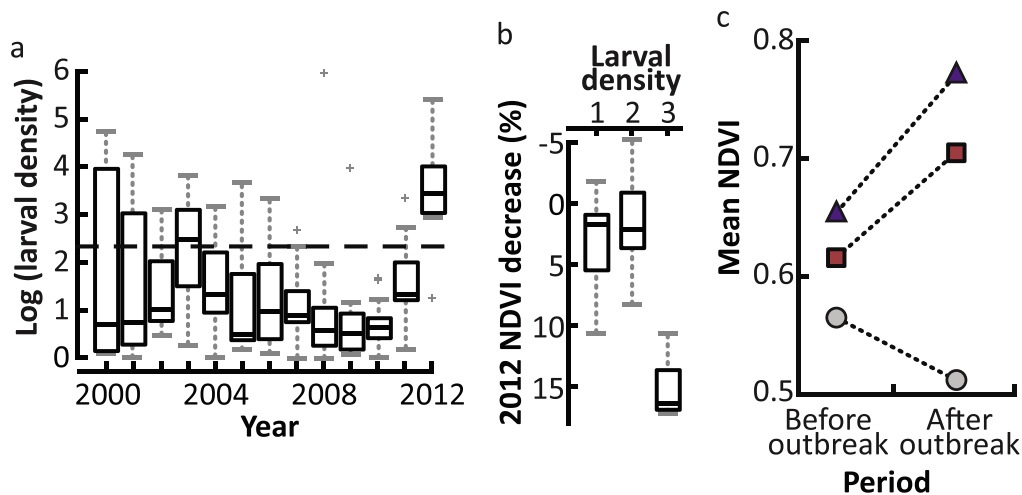 a
Log (larval density)
6
5
4
3
2
1
0
2000 2004 2008 2012
Year
b
Larval
density
1 2 3
2012 NDVI decrease (%)
-5
0
5
10
15
c
Mean NDVI
0.8
0.7
0.6
0.5
Before After
outbreak outbreak
Period